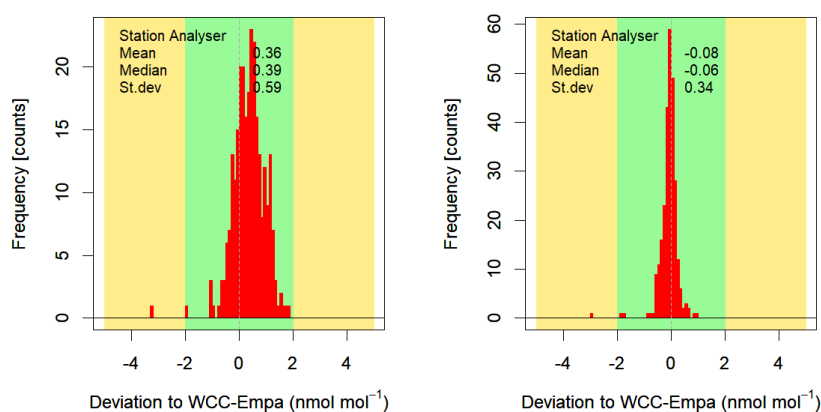 Station Analyser
Mean 0.36
Median 0.39
St.dev 0.59
Frequency [counts]
20
15
10
5
0
-4 -2 0 2 4
Deviation to WCC-Empa (nmol mol⁻¹)
Station Analyser
Mean -0.08
Median -0.06
St.dev 0.34
Frequency [counts]
60
50
40
30
20
10
0
-4 -2 0 2 4
Deviation to WCC-Empa (nmol mol⁻¹)